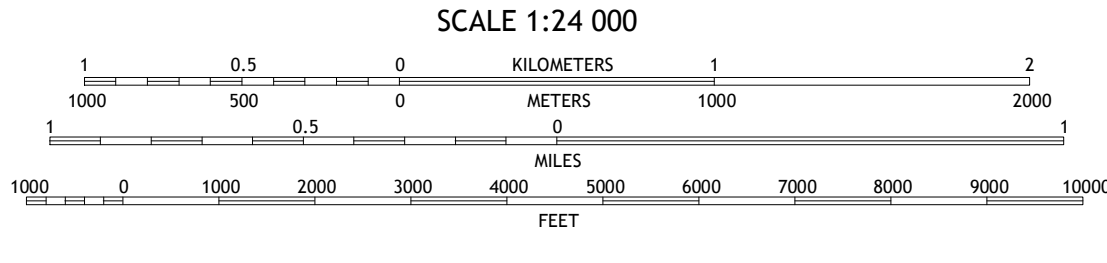 SCALE 1:24 000
1 0.5 0 KILOMETERS 1 2
1000 500 0 METERS 1000 2000
1 0.5 0 1
MILES
1000 0 1000 2000 3000 4000 5000 6000 7000 8000 9000 10000
FEET